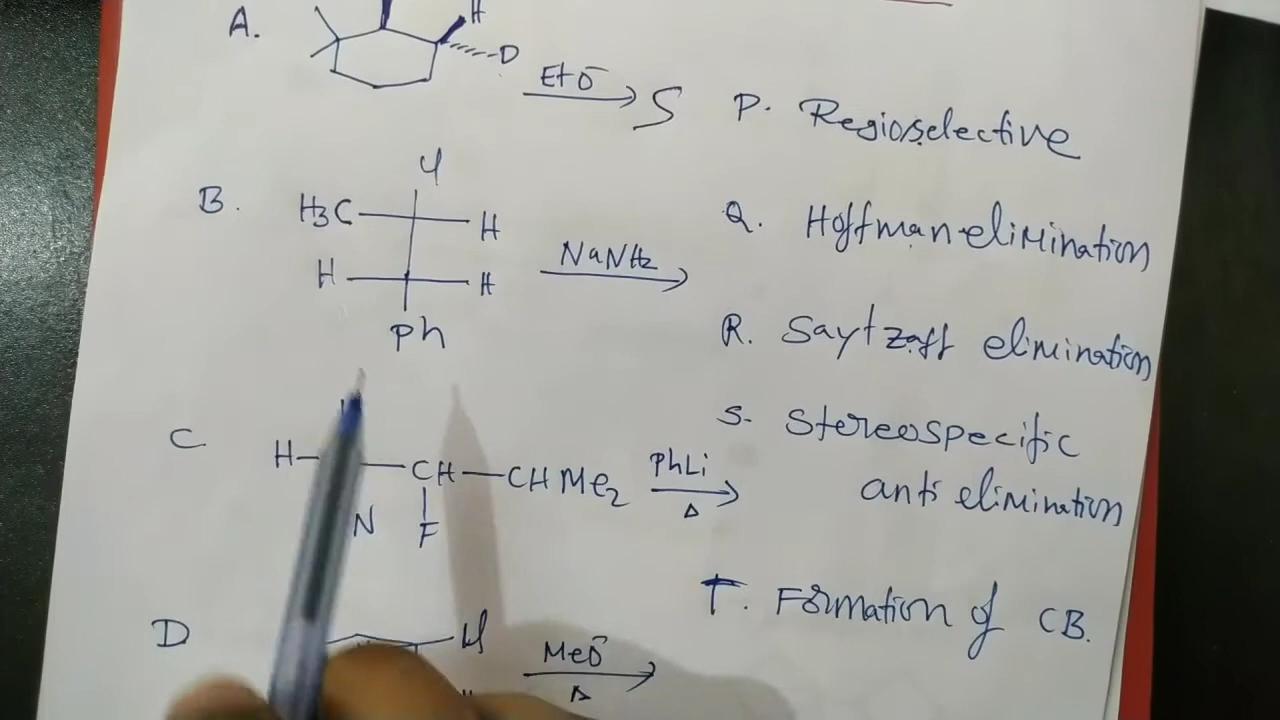 A.
H
D
EtO⁻
S
P. Regioselective
B.
Cl
H3C
H
H
H
Ph
NaNH2
Q. Hoffman elimination
R. Saytzaff elimination
C
H
CH
CHMe2
N
F
PhLi
Δ
S. Stereospecific
anti elimination
T. Formation of CB.
D
MeO⁻
Δ